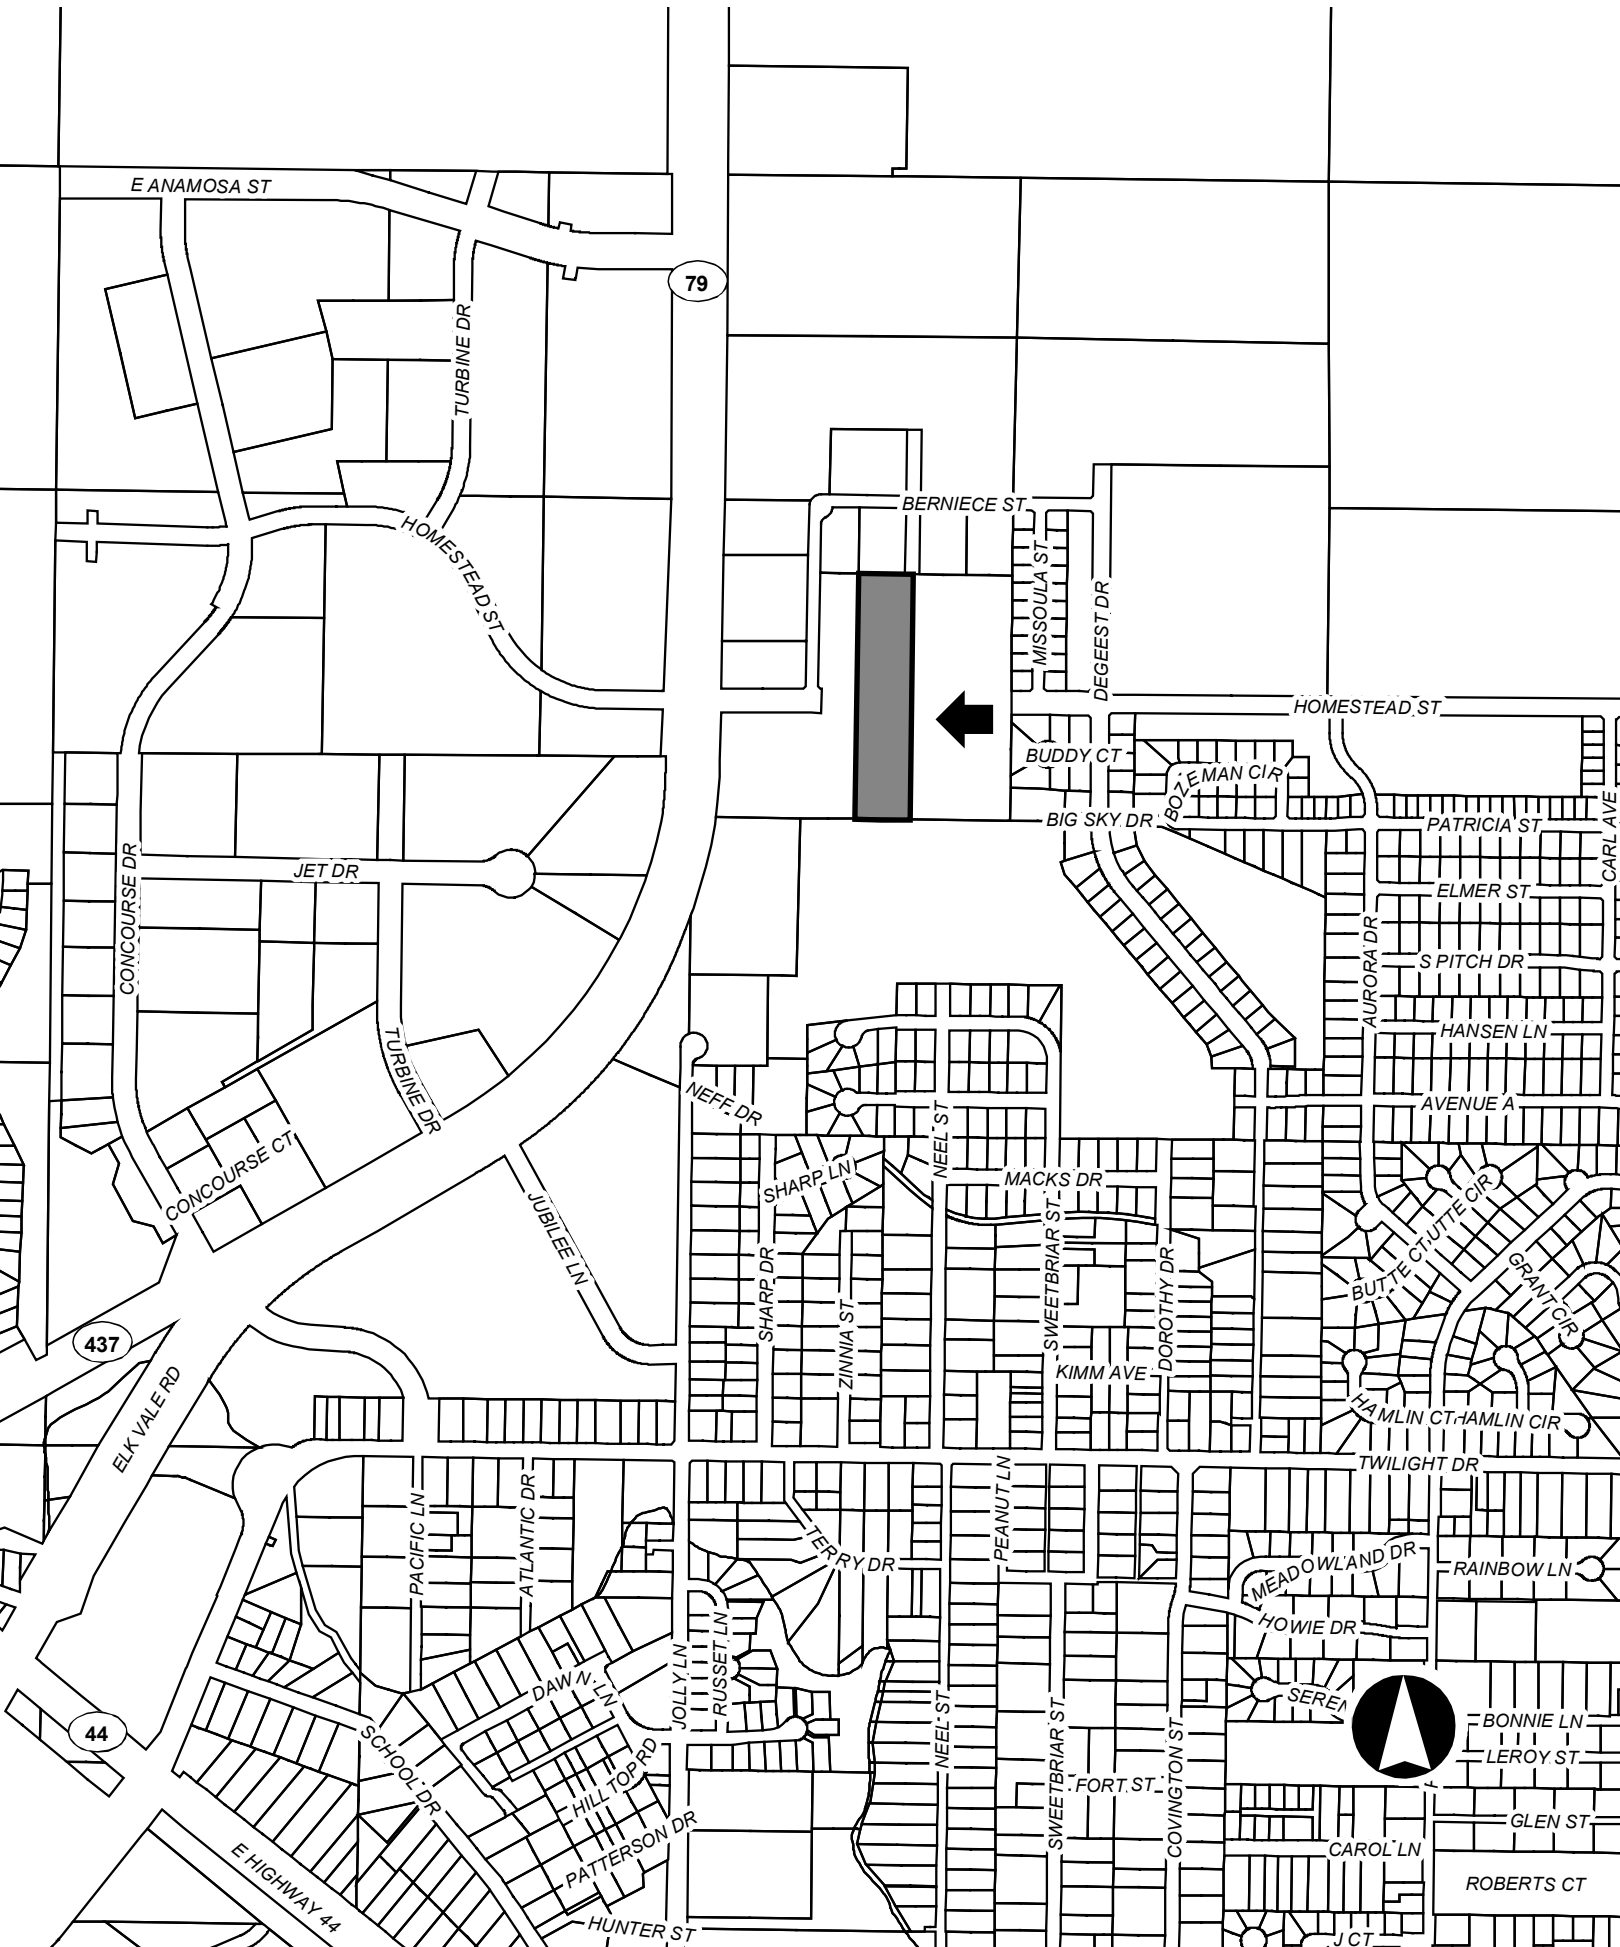 E ANAMOSA ST
79
TURBINE DR
BERNIECE ST
HOMESTEAD ST
MISSOULA ST
DEGEEST DR
HOMESTEAD ST
BUDDY CT
BOZEMAN CIR
BIG SKY DR
PATRICIA ST
CARL AVE
JET DR
CONCOURSE DR
ELMER ST
AURORA DR
S PITCH DR
HANSEN LN
TURBINE DR
NEFF DR
AVENUE A
NEEL ST
CONCOURSE CT
SHARP LN
MACKS DR
JUBILEE LN
SHARP DR
ZINNIA ST
SWEETBRIAR ST
DOROTHY DR
BUTTE CT
UTTE CIR
GRANT CIR
437
ELK VALE RD
KIMM AVE
HAMLIN CT
HAMLIN CIR
TWILIGHT DR
PACIFIC LN
ATLANTIC DR
PEANUT LN
TERRY DR
MEADOWLAND DR
RAINBOW LN
HOWIE DR
JOLLY LN
RUSSET LN
DAWN LN
SEREN
44
SCHOOL DR
NEEL ST
SWEETBRIAR ST
COVINGTON ST
BONNIE LN
LEROY ST
HILL TOP RD
FORT ST
GLEN ST
PATTERSON DR
CAROL LN
E HIGHWAY 44
ROBERTS CT
HUNTER ST
J CT